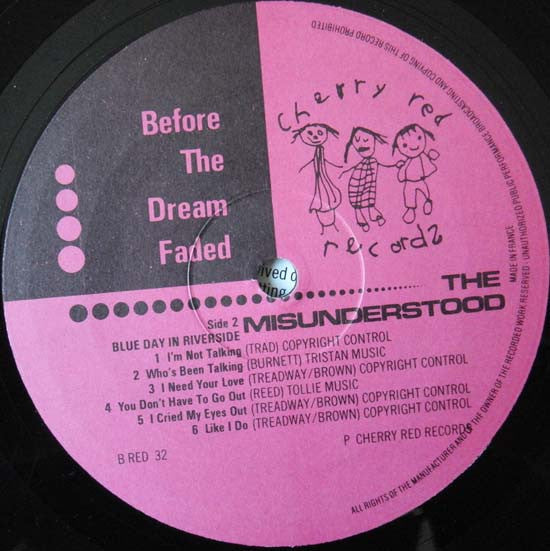 Before
The
Dream
Faded
cherry red
records
THE
MISUNDERSTOOD
Side 2
BLUE DAY IN RIVERSIDE
1 I'm Not Talking (TRAD) COPYRIGHT CONTROL
2 Who's Been Talking (BURNETT) TRISTAN MUSIC
3 I Need Your Love (TREADWAY/BROWN) COPYRIGHT CONTROL
4 You Don't Have To Go Out (REED) TOLLIE MUSIC
5 I Cried My Eyes Out (TREADWAY/BROWN) COPYRIGHT CONTROL
6 Like I Do (TREADWAY/BROWN) COPYRIGHT CONTROL
B RED 32
P CHERRY RED RECORDS
MADE IN FRANCE
ALL RIGHTS OF THE MANUFACTURER AND OF THE OWNER OF THE RECORDED WORK RESERVED - UNAUTHORIZED PUBLIC PERFORMANCE BROADCASTING AND COPYING OF THIS RECORD PROHIBITED